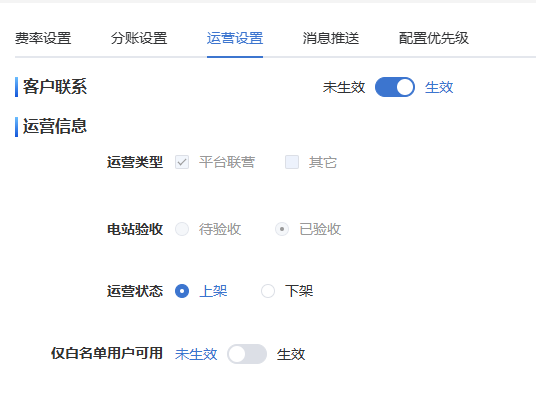 费率设置 分账设置 运营设置 消息推送 配置优先级
客户联系 未生效 生效
运营信息
运营类型 平台联营 其它
电站验收 待验收 已验收
运营状态 上架 下架
仅白名单用户可用 未生效 生效